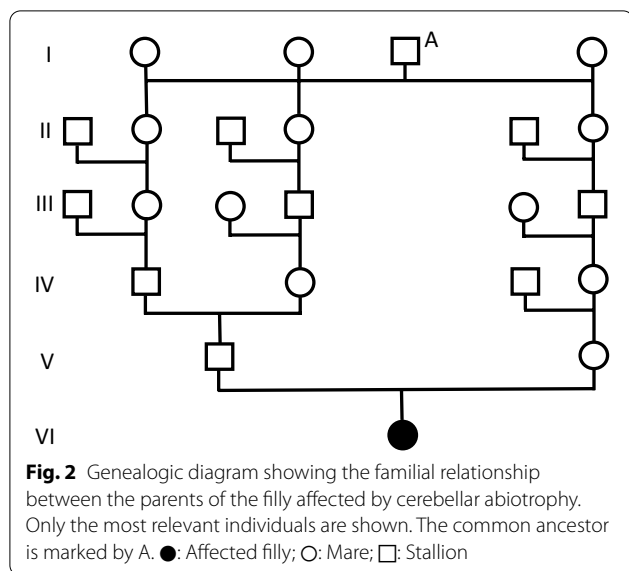 I
A
II
III
IV
V
VI
Fig. 2 Genealogic diagram showing the familial relationship
between the parents of the filly affected by cerebellar abiotrophy.
Only the most relevant individuals are shown. The common ancestor
is marked by A. ●: Affected filly; ○: Mare; □: Stallion